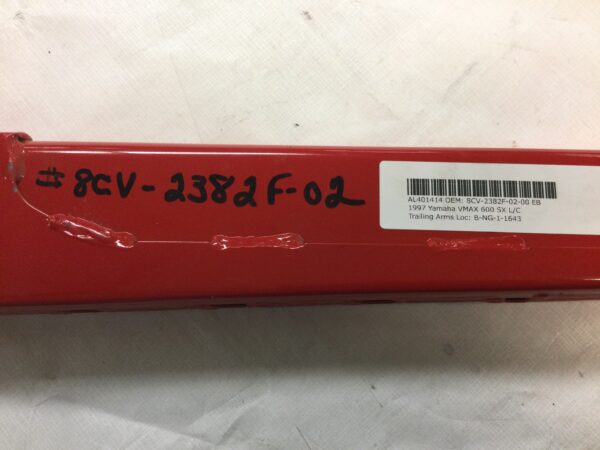 #8CV-2382F-02
AL401414 OEM: 8CV-2382F-02-00 EB
1997 Yamaha VMAX 600 SX L/C
Trailing Arms Loc: B-NG-1-1643